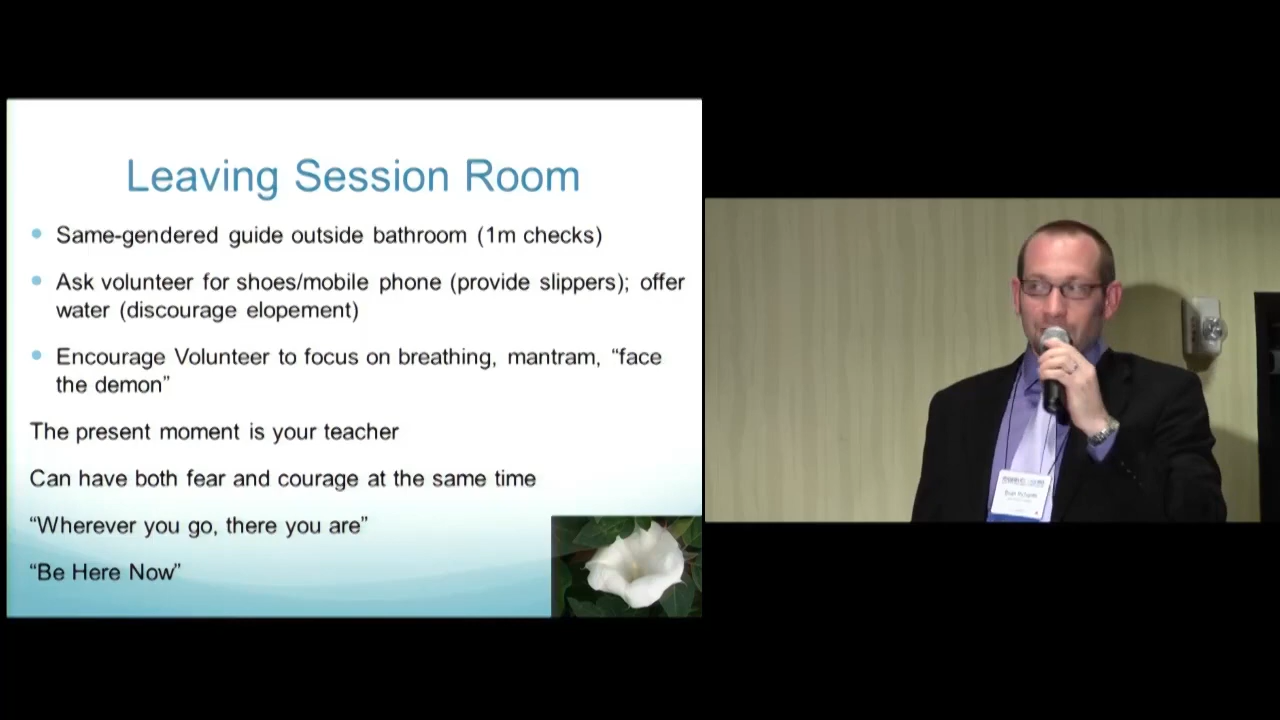 Leaving Session Room
Same-gendered guide outside bathroom (1m checks)
Ask volunteer for shoes/mobile phone (provide slippers); offer
water (discourage elopement)
Encourage Volunteer to focus on breathing, mantram, “face
the demon”
The present moment is your teacher
Can have both fear and courage at the same time
“Wherever you go, there you are”
“Be Here Now”